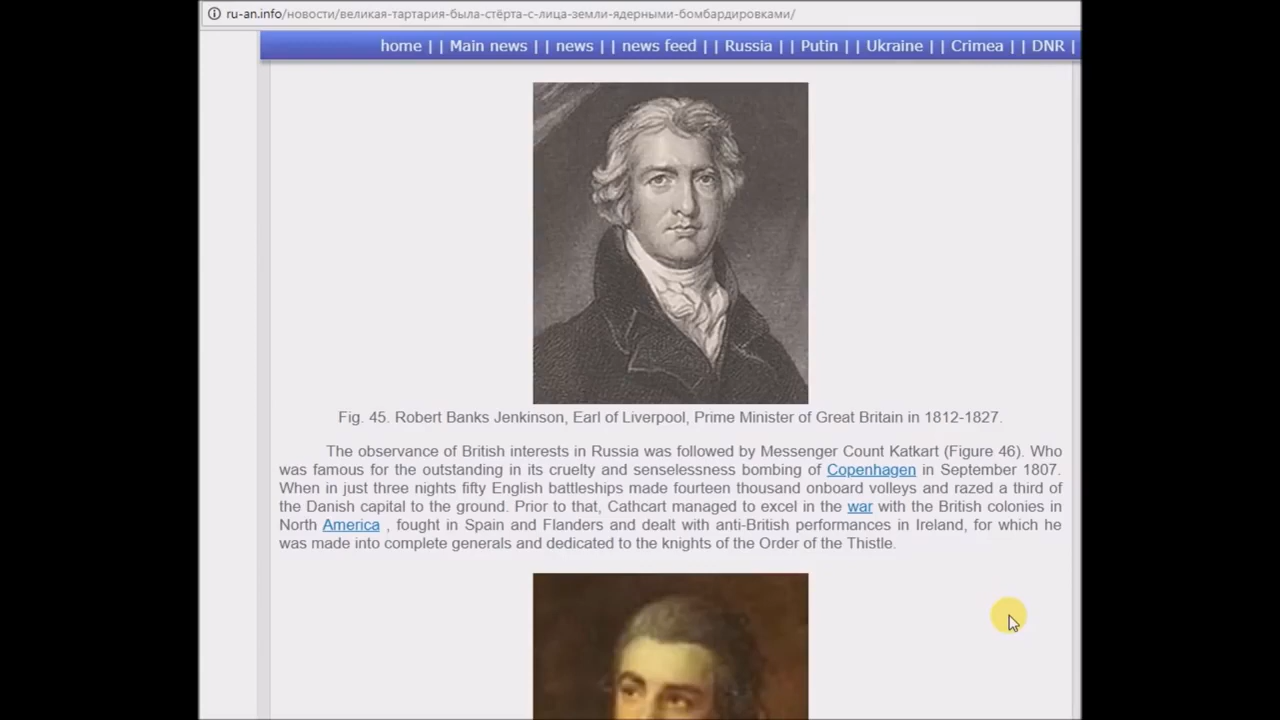 ru-an.info/новости/великая-тартария-была-стёрта-с-лица-земли-ядерными-бомбардировками/
home | | Main news | | news | | news feed | | Russia | | Putin | | Ukraine | | Crimea | | DNR |
Fig. 45. Robert Banks Jenkinson, Earl of Liverpool, Prime Minister of Great Britain in 1812-1827.
The observance of British interests in Russia was followed by Messenger Count Katkart (Figure 46). Who
was famous for the outstanding in its cruelty and senselessness bombing of Copenhagen in September 1807.
When in just three nights fifty English battleships made fourteen thousand onboard volleys and razed a third of
the Danish capital to the ground. Prior to that, Cathcart managed to excel in the war with the British colonies in
North America , fought in Spain and Flanders and dealt with anti-British performances in Ireland, for which he
was made into complete generals and dedicated to the knights of the Order of the Thistle.